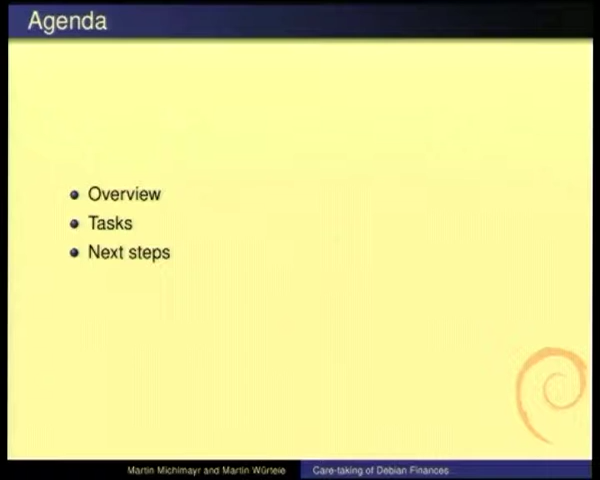 Agenda
Overview
Tasks
Next steps
Martin Michlmayr and Martin Würtele
Care-taking of Debian Finances